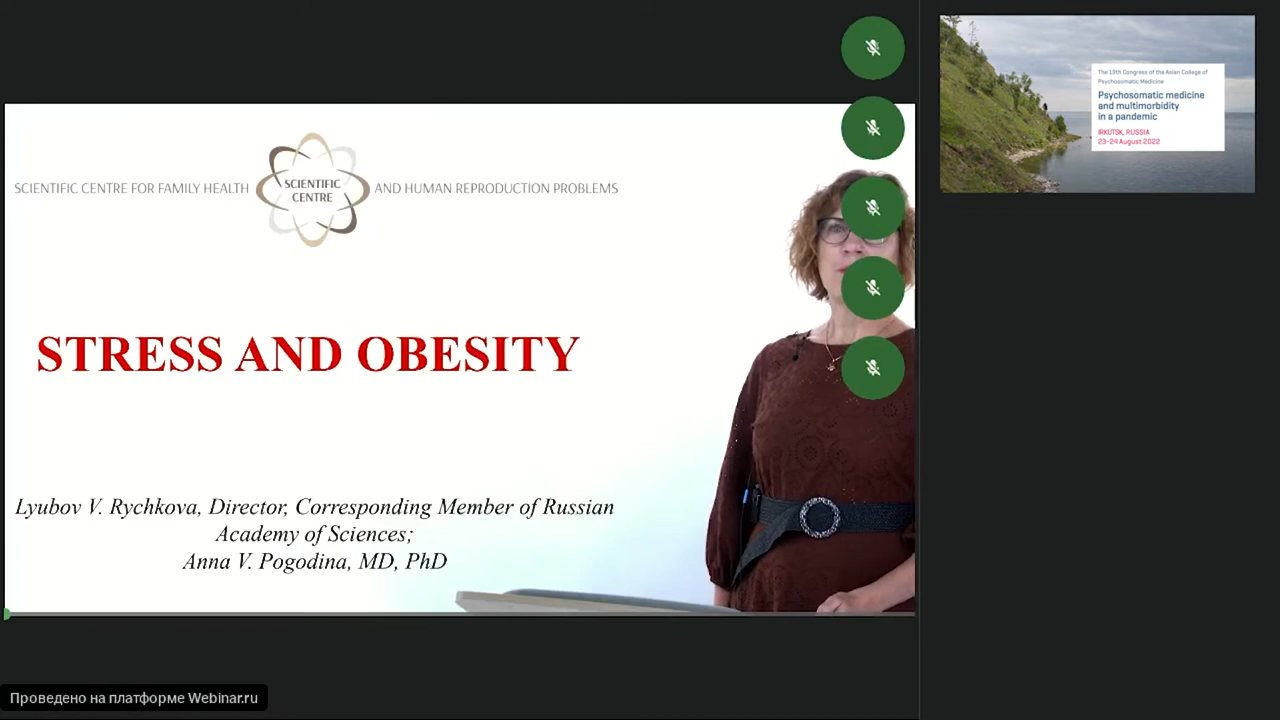 SCIENTIFIC CENTRE FOR FAMILY HEALTH
SCIENTIFIC
CENTRE
AND HUMAN REPRODUCTION PROBLEMS
STRESS AND OBESITY
Lyubov V. Rychkova, Director, Corresponding Member of Russian
Academy of Sciences;
Anna V. Pogodina, MD, PhD
The 19th Congress of the Asian College of
Psychosomatic Medicine
Psychosomatic medicine
and multimorbidity
in a pandemic
IRKUTSK, RUSSIA
23-24 August 2022
Проведено на платформе Webinar.ru